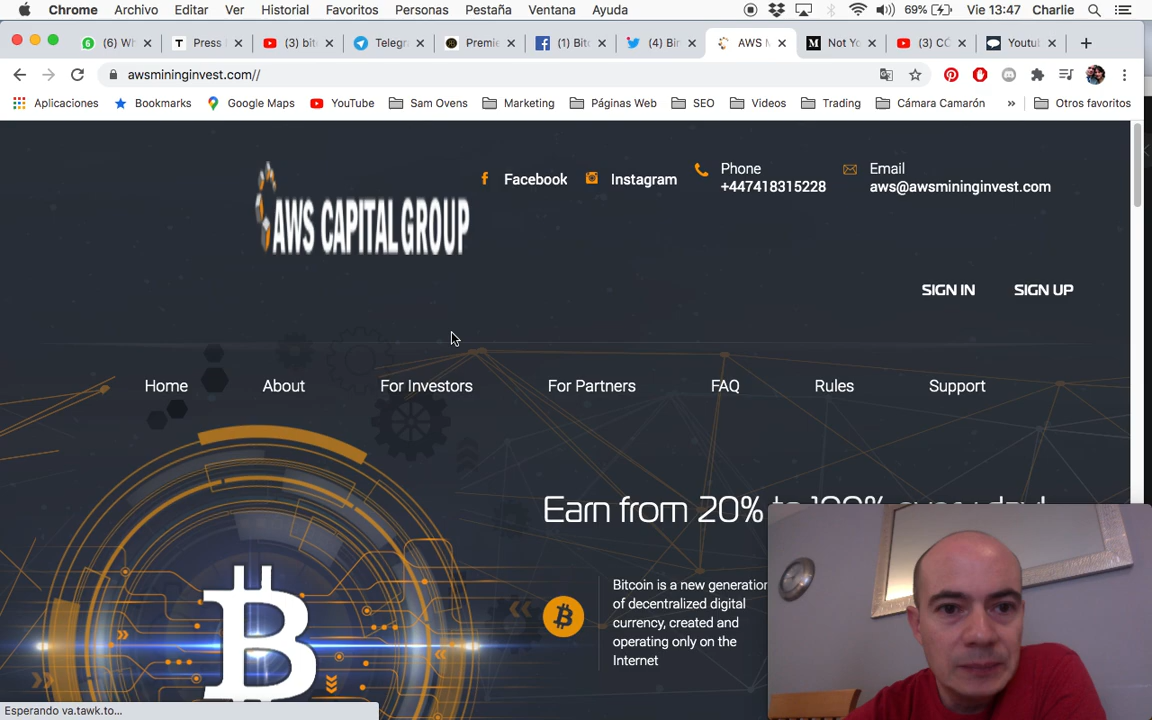 Chrome Archivo Editar Ver Historial Favoritos Personas Pestaña Ventana Ayuda 69% Vie 13:47 Charlie
(6) Wh Press (3) bit Telegr Premie (1) Bitc (4) Bin AWS M Not Yo (3) CC Youtu
awsmininginvest.com//
Aplicaciones Bookmarks Google Maps YouTube Sam Ovens Marketing Páginas Web SEO Videos Trading Cámara Camarón » Otros favoritos
AWS CAPITAL GROUP
Facebook Instagram
Phone
+447418315228
Email
aws@awsmininginvest.com
SIGN IN SIGN UP
Home About For Investors For Partners FAQ Rules Support
Earn from 20% to 100% every day!
Bitcoin is a new generation
of decentralized digital
currency, created and
operating only on the
Internet
Esperando va.tawk.to...